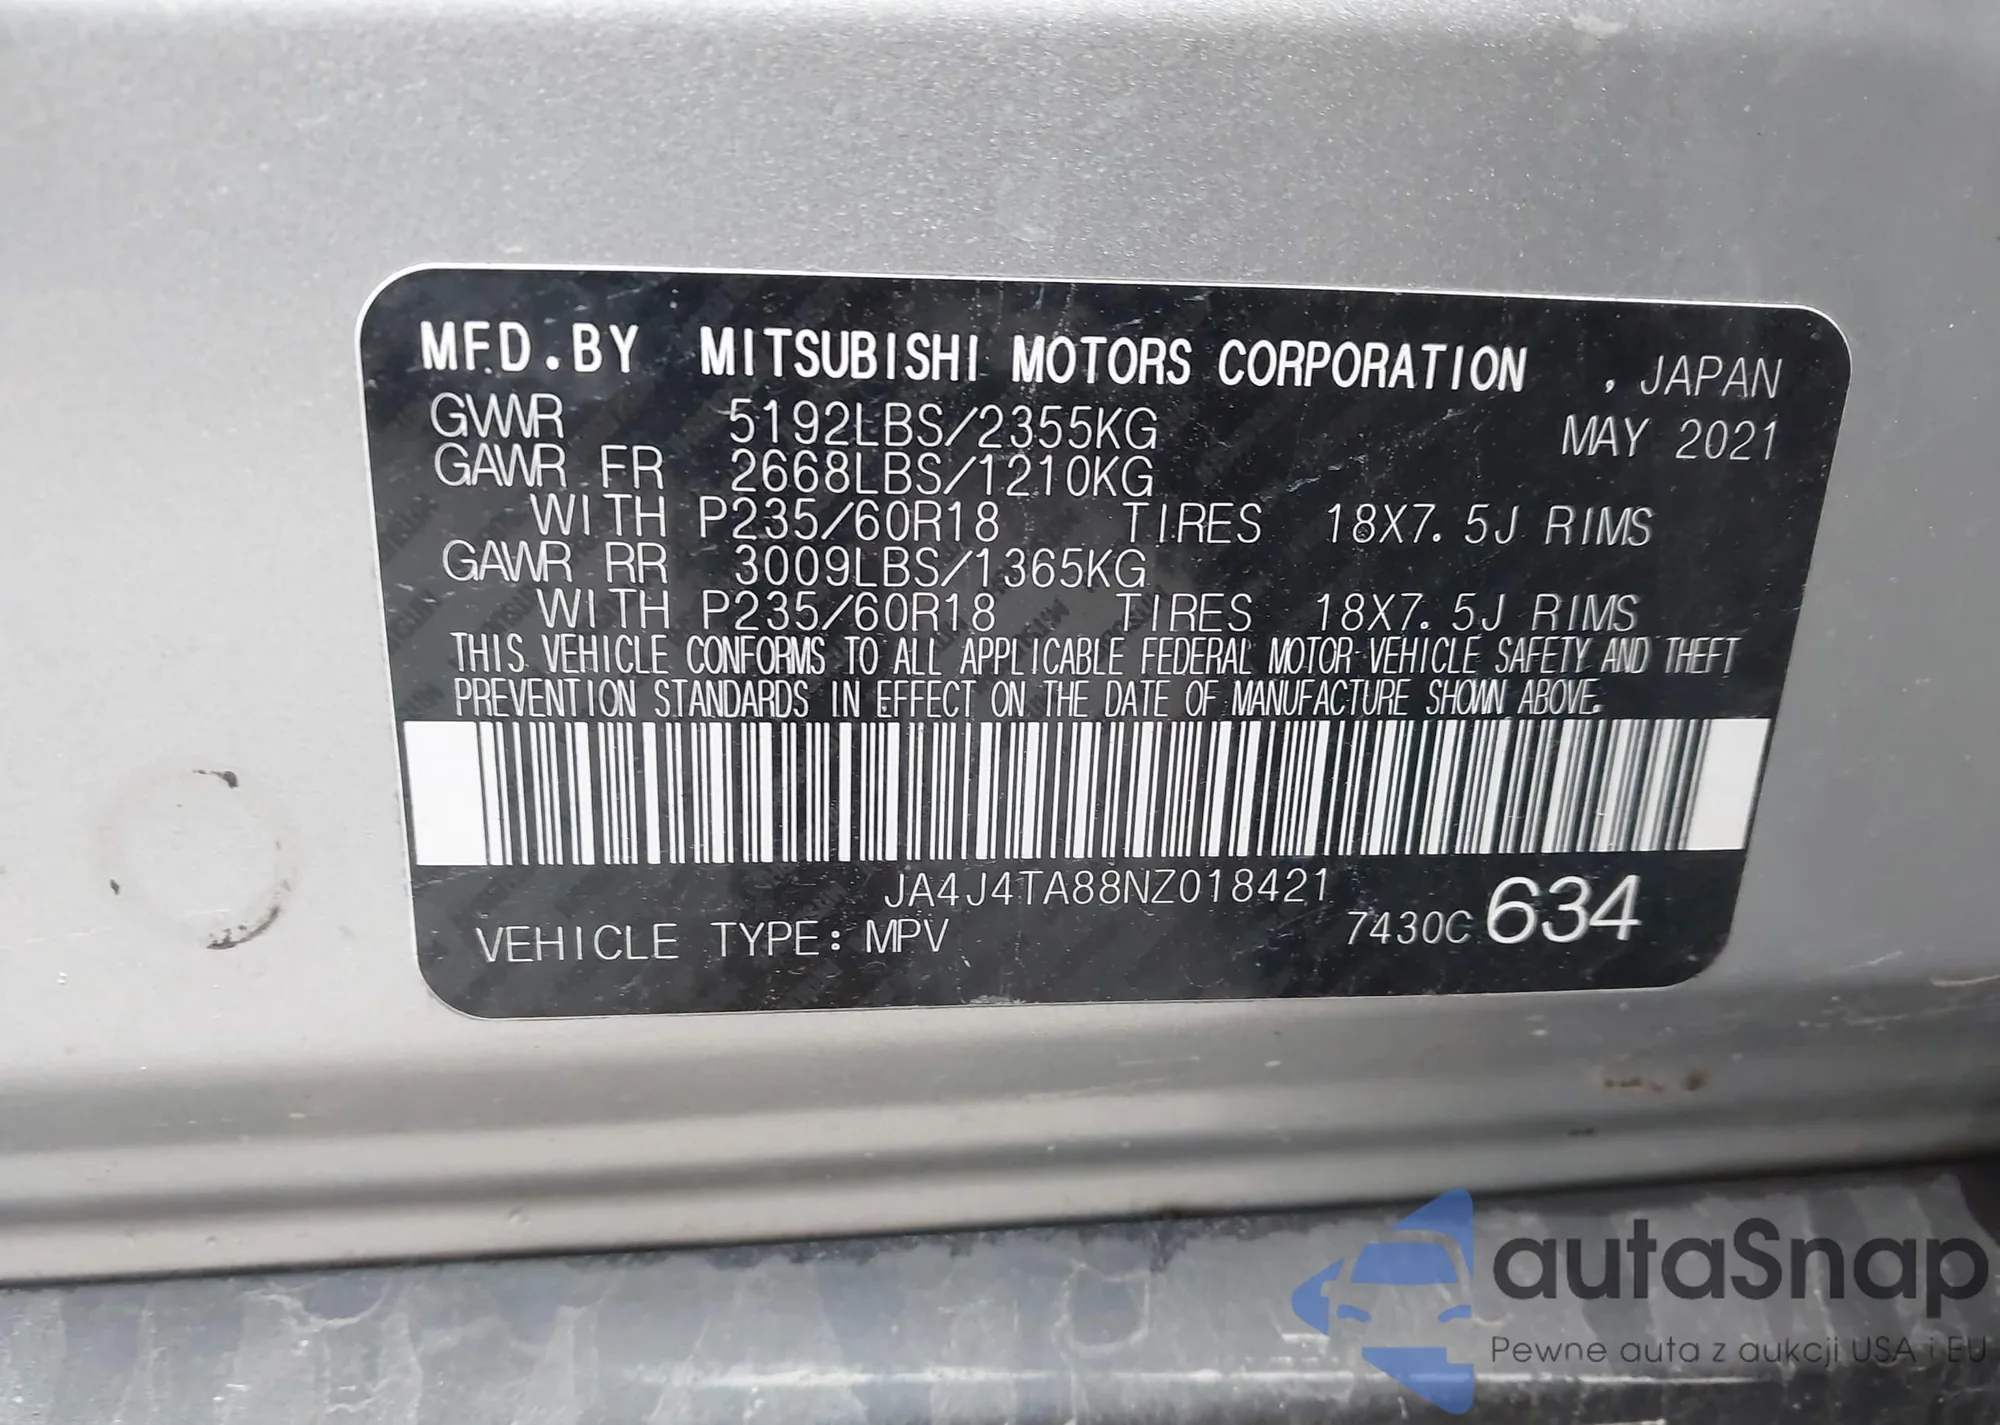 MFD.BY MITSUBISHI MOTORS CORPORATION , JAPAN
GVWR 5192LBS/2355KG MAY 2021
GAWR FR 2668LBS/1210KG
WITH P235/60R18 TIRES 18X7.5J RIMS
GAWR RR 3009LBS/1365KG
WITH P235/60R18 TIRES 18X7.5J RIMS
THIS VEHICLE CONFORMS TO ALL APPLICABLE FEDERAL MOTOR VEHICLE SAFETY AND THEFT
PREVENTION STANDARDS IN EFFECT ON THE DATE OF MANUFACTURE SHOWN ABOVE.
JA4J4TA88NZ018421
VEHICLE TYPE: MPV 7430C 634
autaSnap
Pewne auta z aukcji USA i EU